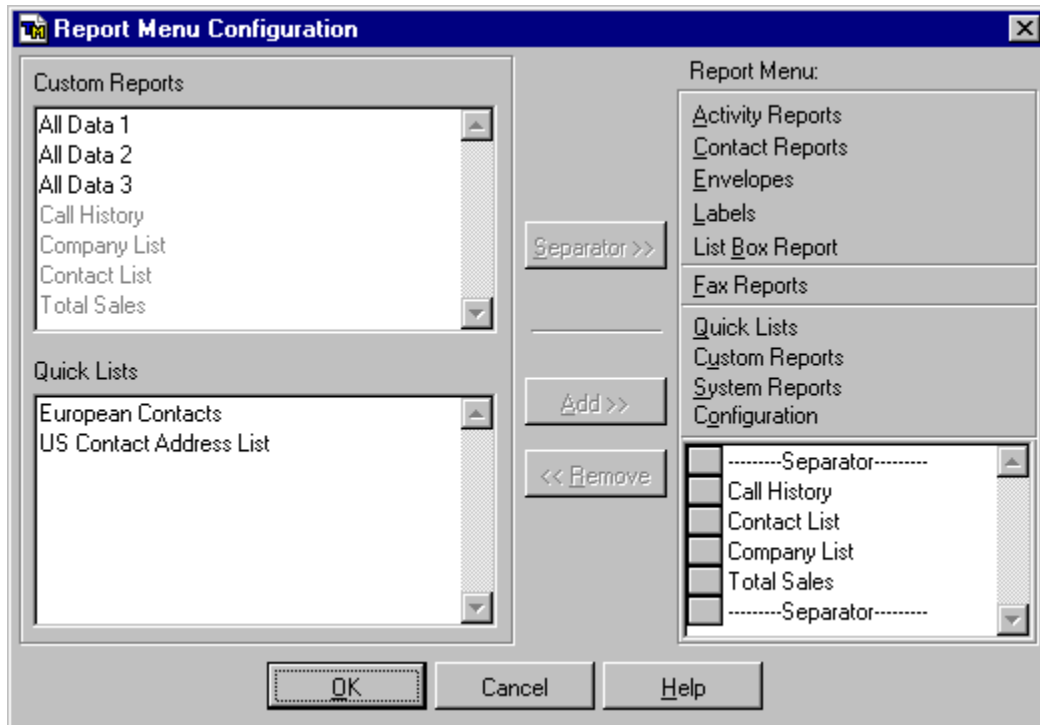 Report Menu Configuration
Custom Reports
All Data 1
All Data 2
All Data 3
Call History
Company List
Contact List
Total Sales
Quick Lists
European Contacts
US Contact Address List
Separator >>
Add >>
<< Remove
Report Menu:
Activity Reports
Contact Reports
Envelopes
Labels
List Box Report
Fax Reports
Quick Lists
Custom Reports
System Reports
Configuration
---------Separator---------
Call History
Contact List
Company List
Total Sales
---------Separator---------
OK
Cancel
Help